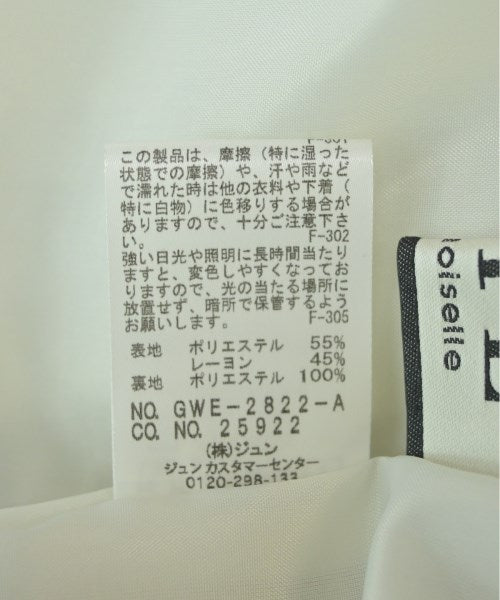 F-301
この製品は、摩擦（特に湿った
状態での摩擦）や、汗や雨など
で濡れた時は他の衣料や下着（
特に白物）に色移りする場合が
ありますので、十分ご注意下さ
い。 F-302
強い日光や照明に長時間当たり
ますと、変色しやすくなってお
りますので、光の当たる場所に
放置せず、暗所で保管するよう
お願いします。 F-305
表地 ポリエステル 55%
レーヨン 45%
裏地 ポリエステル 100%
NO. GWE-2822-A
CO. NO. 25922
(株)ジュン
ジュン カスタマーセンター
0120-298-133
oiselle